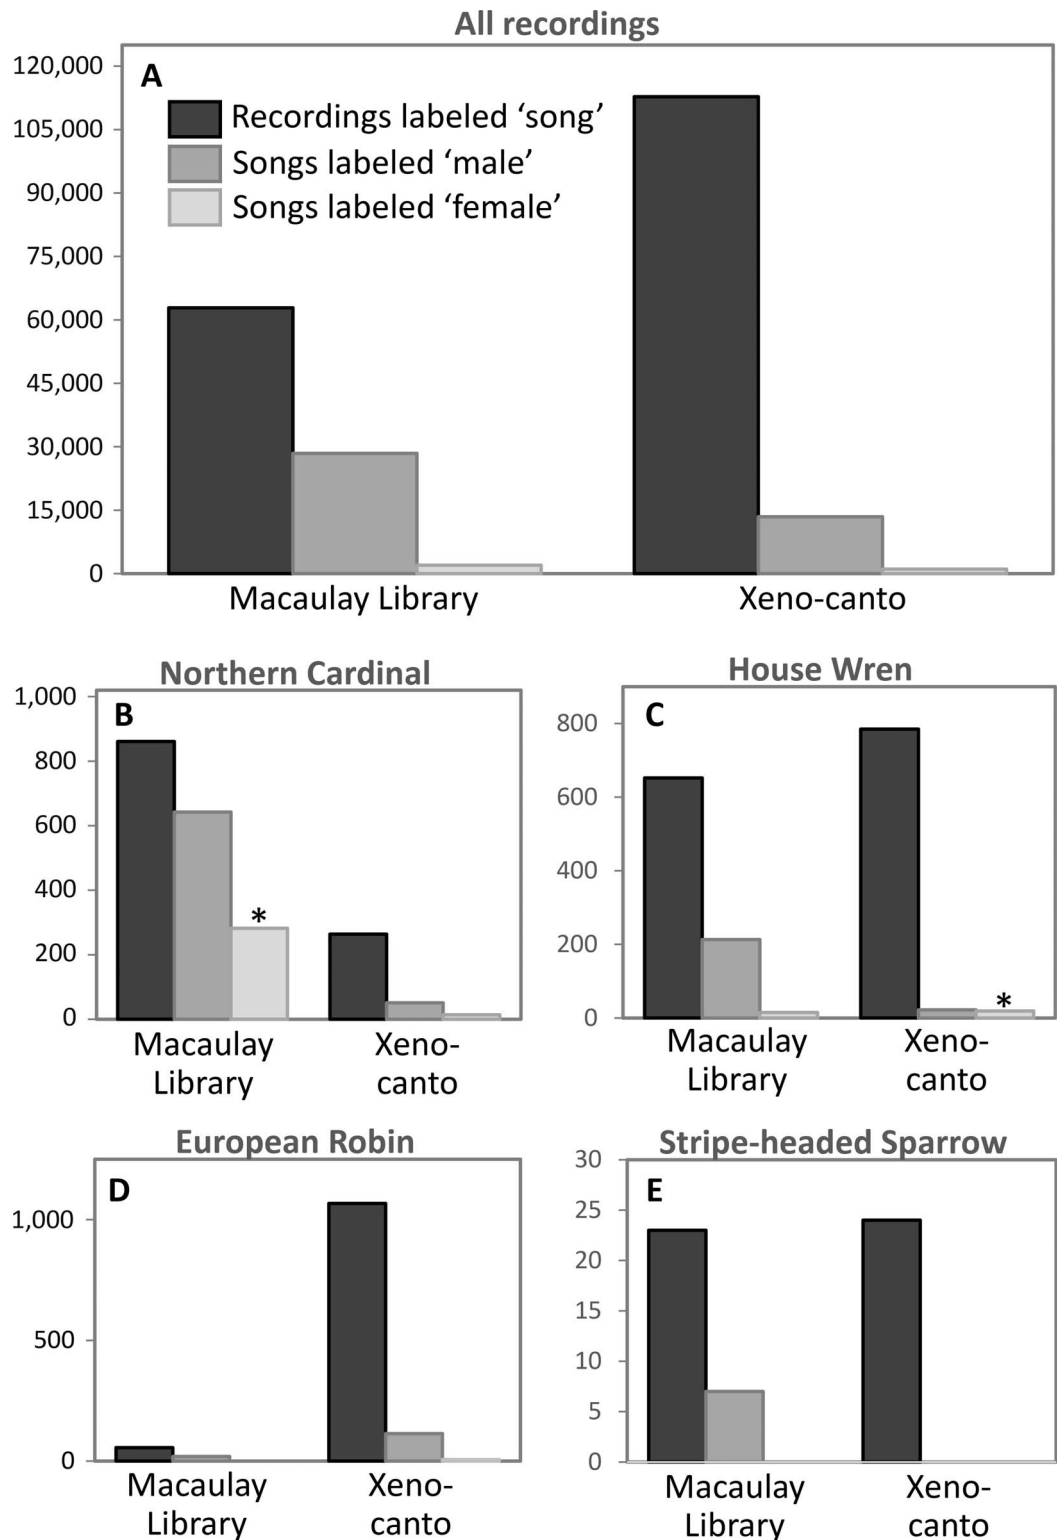 All recordings
120,000
105,000
90,000
75,000
60,000
45,000
30,000
15,000
0
A
Recordings labeled ‘song’
Songs labeled ‘male’
Songs labeled ‘female’
Macaulay Library
Xeno-canto
Northern Cardinal
1,000
800
600
400
200
0
B
*
Macaulay
Library
Xeno-
canto
House Wren
800
600
400
200
0
C
*
Macaulay
Library
Xeno-
canto
European Robin
1,000
500
0
D
Macaulay
Library
Xeno-
canto
Stripe-headed Sparrow
30
25
20
15
10
5
0
E
Macaulay
Library
Xeno-
canto